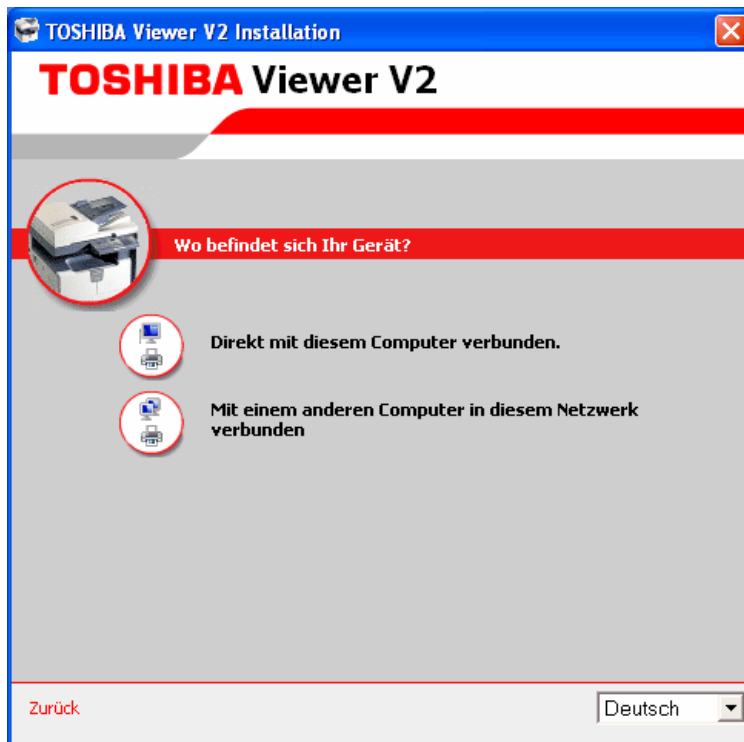 TOSHIBA Viewer V2 Installation
TOSHIBA Viewer V2
Wo befindet sich Ihr Gerät?
Direkt mit diesem Computer verbunden.
Mit einem anderen Computer in diesem Netzwerk
verbunden
Zurück
Deutsch